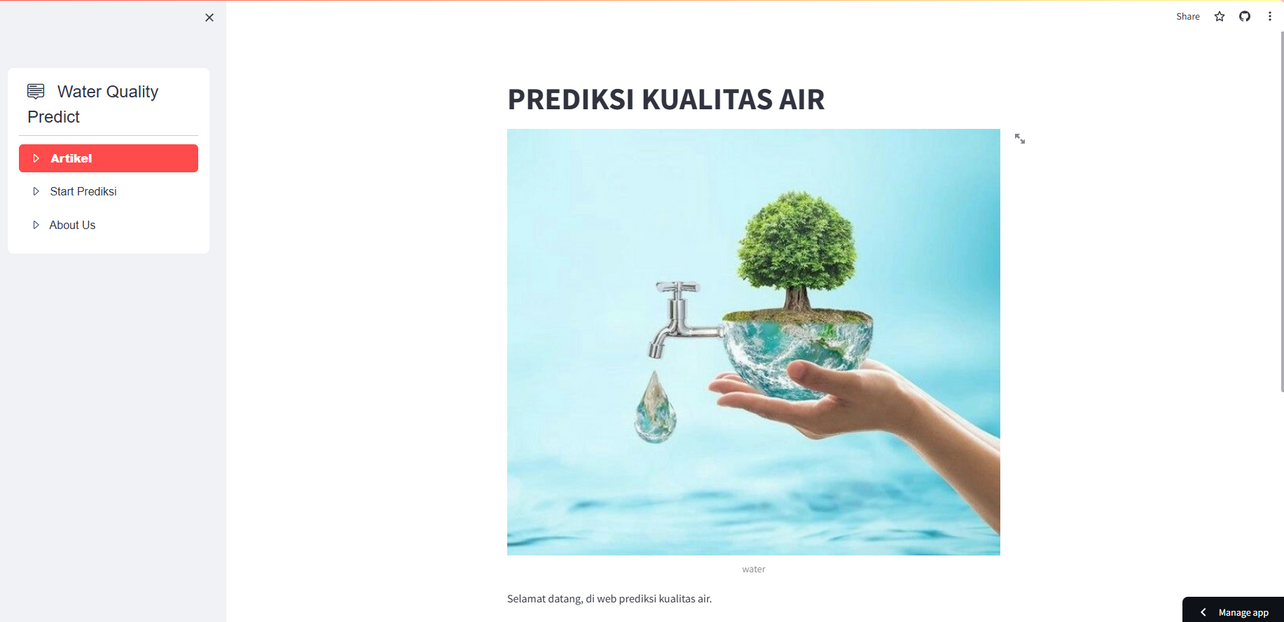 Share
Water Quality
Predict
Artikel
Start Prediksi
About Us
PREDIKSI KUALITAS AIR
water
Selamat datang, di web prediksi kualitas air.
Manage app